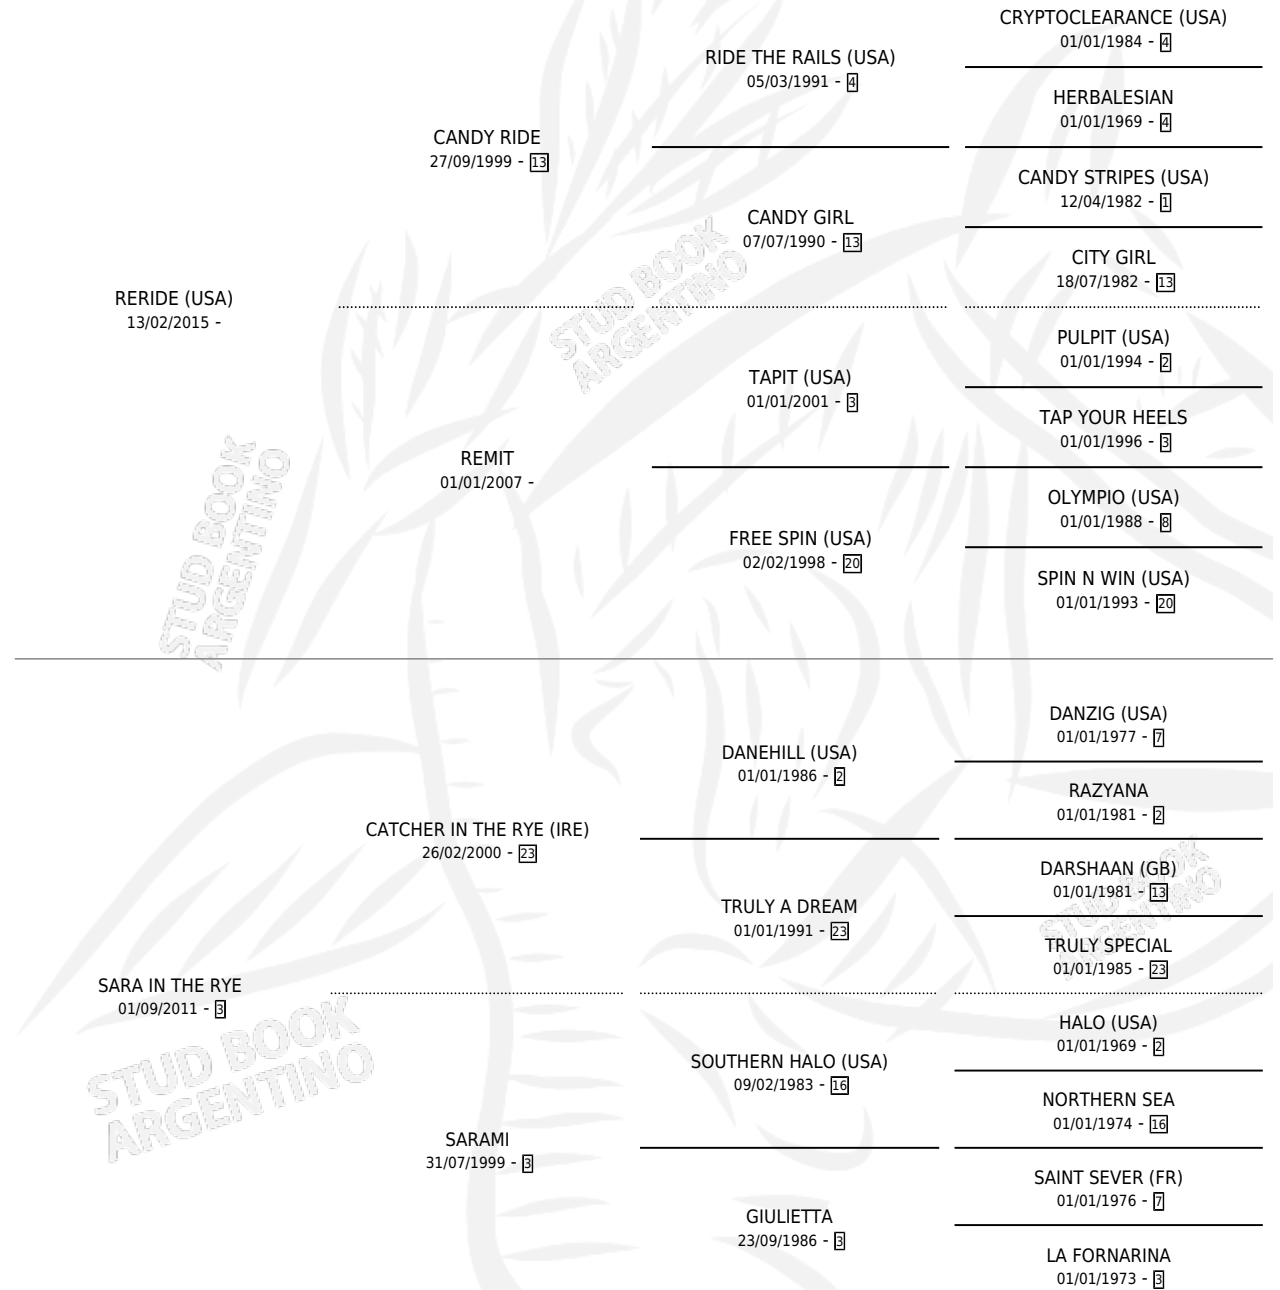 CRYPTOCLEARANCE (USA)
01/01/1984 - 4
RIDE THE RAILS (USA)
05/03/1991 - 4
HERBALESIAN
01/01/1969 - 4
CANDY RIDE
27/09/1999 - 13
CANDY STRIPES (USA)
12/04/1982 - 1
CANDY GIRL
07/07/1990 - 13
CITY GIRL
18/07/1982 - 13
RERIDE (USA)
13/02/2015 -
STUD BOOK
ARGENTINO
PULPIT (USA)
01/01/1994 - 2
TAPIT (USA)
01/01/2001 - 3
TAP YOUR HEELS
01/01/1996 - 3
REMIT
01/01/2007 -
OLYMPIO (USA)
01/01/1988 - 8
FREE SPIN (USA)
02/02/1998 - 20
SPIN N WIN (USA)
01/01/1993 - 20
STUD BOOK
ARGENTINO
DANZIG (USA)
01/01/1977 - 7
DANEHILL (USA)
01/01/1986 - 2
RAZYANA
01/01/1981 - 2
CATCHER IN THE RYE (IRE)
26/02/2000 - 23
DARSHAAN (GB)
01/01/1981 - 13
TRULY A DREAM
01/01/1991 - 23
TRULY SPECIAL
01/01/1985 - 23
STUD BOOK
ARGENTINO
SARA IN THE RYE
01/09/2011 - 3
HALO (USA)
01/01/1969 - 2
SOUTHERN HALO (USA)
09/02/1983 - 16
NORTHERN SEA
01/01/1974 - 16
STUD BOOK
ARGENTINO
SARAMI
31/07/1999 - 3
SAINT SEVER (FR)
01/01/1976 - 7
GIULIETTA
23/09/1986 - 3
LA FORNARINA
01/01/1973 - 3